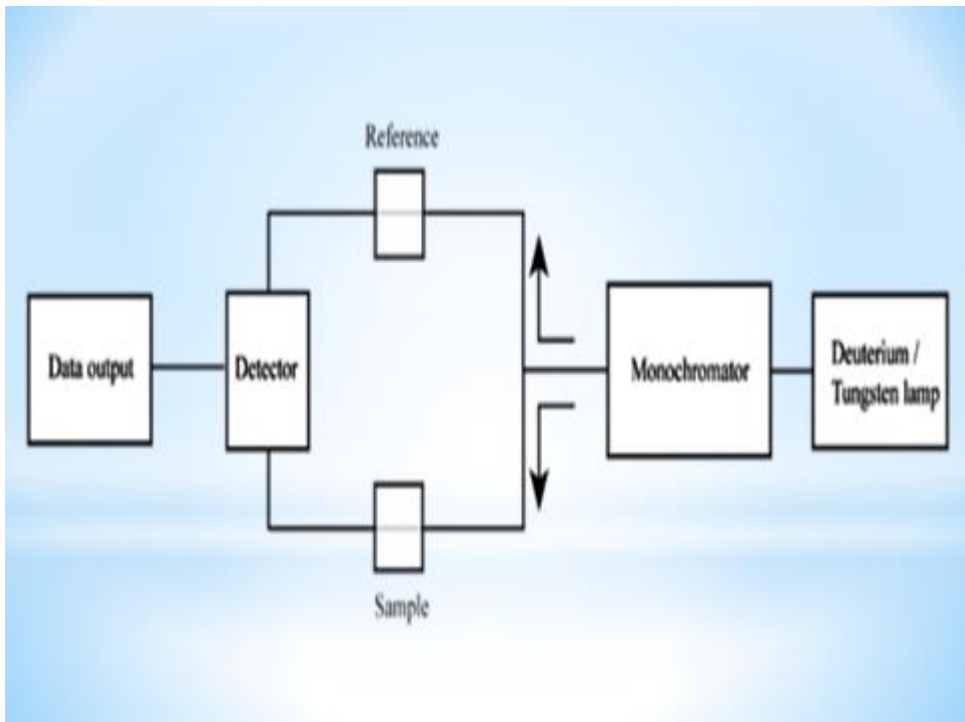 Reference
Data output
Detector
Monochromator
Deuterium /
Tungsten lamp
Sample